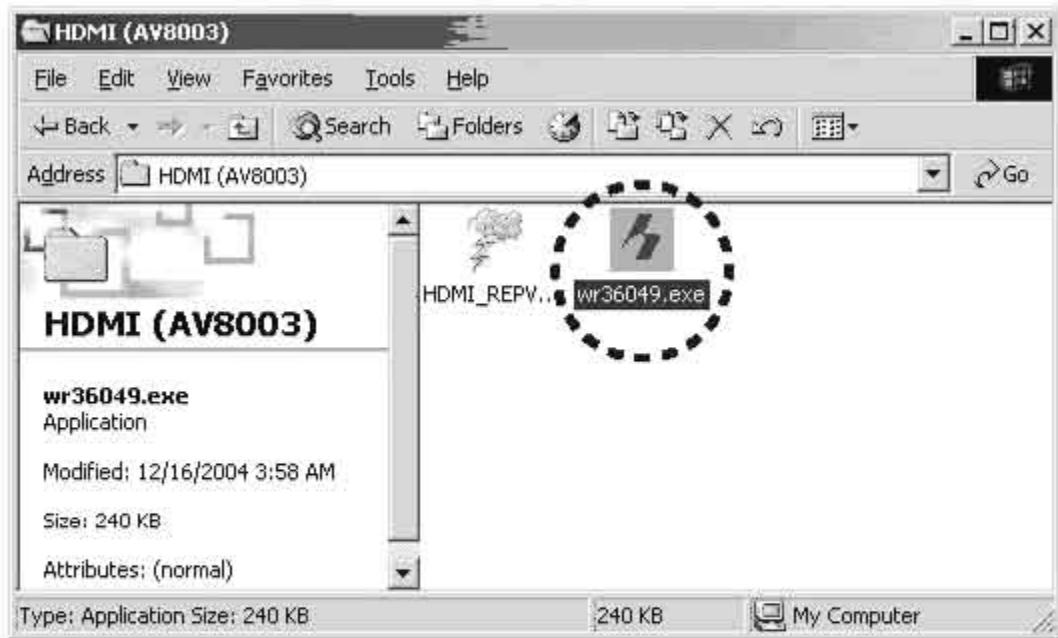 HDMI (AV8003)
File Edit View Favorites Tools Help
Back Search Folders
Address HDMI (AV8003) Go
HDMI_REPV... wr36049.exe
HDMI (AV8003)
wr36049.exe
Application
Modified: 12/16/2004 3:58 AM
Size: 240 KB
Attributes: (normal)
Type: Application Size: 240 KB 240 KB My Computer